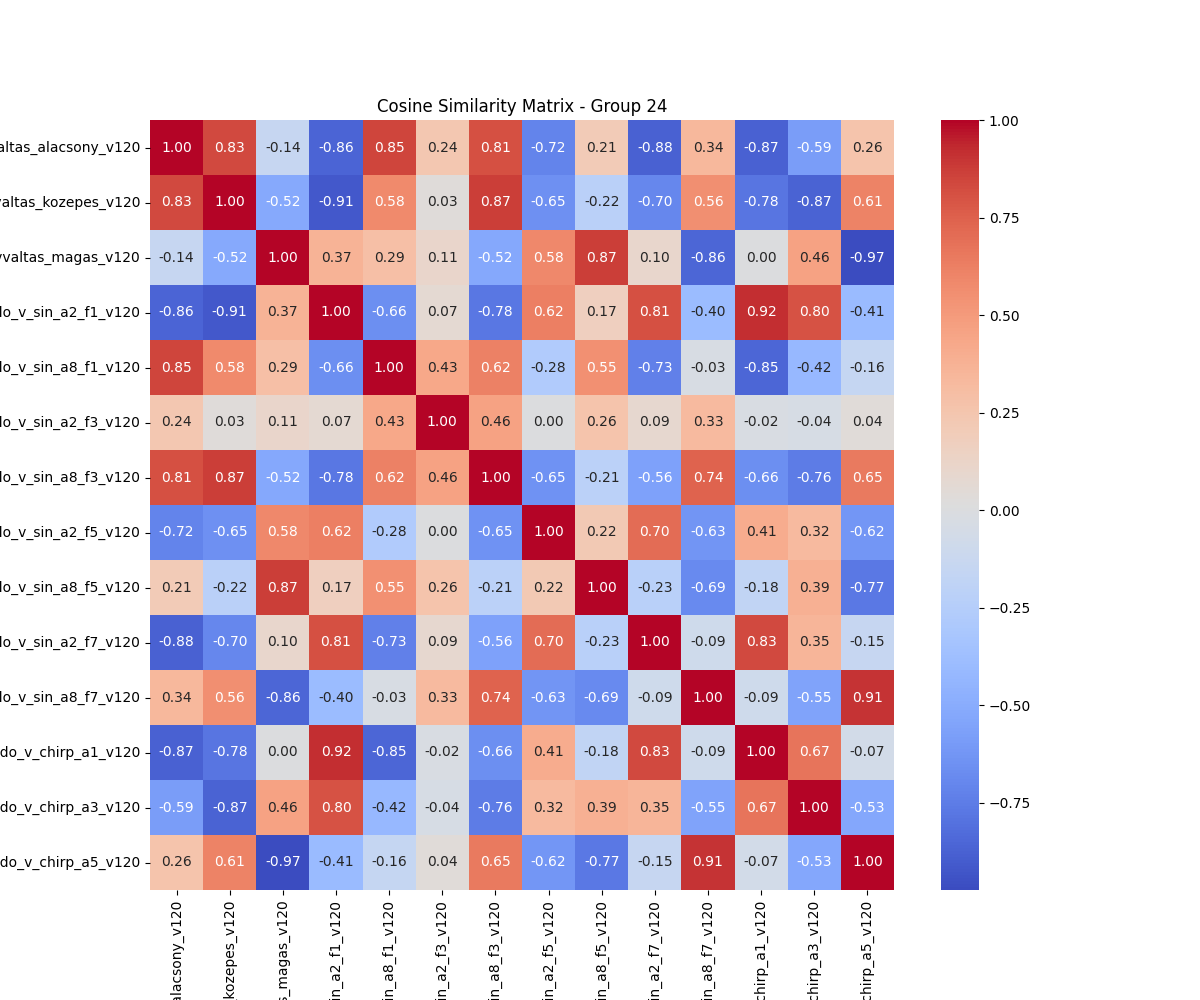 Cosine Similarity Matrix - Group 24
altas_alacsony_v120 1.00 0.83 -0.14 -0.86 0.85 0.24 0.81 -0.72 0.21 -0.88 0.34 -0.87 -0.59 0.26
valtas_kozepes_v120 0.83 1.00 -0.52 -0.91 0.58 0.03 0.87 -0.65 -0.22 -0.70 0.56 -0.78 -0.87 0.61
vvaltas_magas_v120 -0.14 -0.52 1.00 0.37 0.29 0.11 -0.52 0.58 0.87 0.10 -0.86 0.00 0.46 -0.97
do_v_sin_a2_f1_v120 -0.86 -0.91 0.37 1.00 -0.66 0.07 -0.78 0.62 0.17 0.81 -0.40 0.92 0.80 -0.41
do_v_sin_a8_f1_v120 0.85 0.58 0.29 -0.66 1.00 0.43 0.62 -0.28 0.55 -0.73 -0.03 -0.85 -0.42 -0.16
do_v_sin_a2_f3_v120 0.24 0.03 0.11 0.07 0.43 1.00 0.46 0.00 0.26 0.09 0.33 -0.02 -0.04 0.04
do_v_sin_a8_f3_v120 0.81 0.87 -0.52 -0.78 0.62 0.46 1.00 -0.65 -0.21 -0.56 0.74 -0.66 -0.76 0.65
do_v_sin_a2_f5_v120 -0.72 -0.65 0.58 0.62 -0.28 0.00 -0.65 1.00 0.22 0.70 -0.63 0.41 0.32 -0.62
do_v_sin_a8_f5_v120 0.21 -0.22 0.87 0.17 0.55 0.26 -0.21 0.22 1.00 -0.23 -0.69 -0.18 0.39 -0.77
do_v_sin_a2_f7_v120 -0.88 -0.70 0.10 0.81 -0.73 0.09 -0.56 0.70 -0.23 1.00 -0.09 0.83 0.35 -0.15
do_v_sin_a8_f7_v120 0.34 0.56 -0.86 -0.40 -0.03 0.33 0.74 -0.63 -0.69 -0.09 1.00 -0.09 -0.55 0.91
do_v_chirp_a1_v120 -0.87 -0.78 0.00 0.92 -0.85 -0.02 -0.66 0.41 -0.18 0.83 -0.09 1.00 0.67 -0.07
do_v_chirp_a3_v120 -0.59 -0.87 0.46 0.80 -0.42 -0.04 -0.76 0.32 0.39 0.35 -0.55 0.67 1.00 -0.53
do_v_chirp_a5_v120 0.26 0.61 -0.97 -0.41 -0.16 0.04 0.65 -0.62 -0.77 -0.15 0.91 -0.07 -0.53 1.00
alacsony_v120
kozepes_v120
s_magas_v120
in_a2_f1_v120
in_a8_f1_v120
in_a2_f3_v120
in_a8_f3_v120
in_a2_f5_v120
in_a8_f5_v120
in_a2_f7_v120
in_a8_f7_v120
chirp_a1_v120
chirp_a3_v120
chirp_a5_v120
1.00
0.75
0.50
0.25
0.00
−0.25
−0.50
−0.75